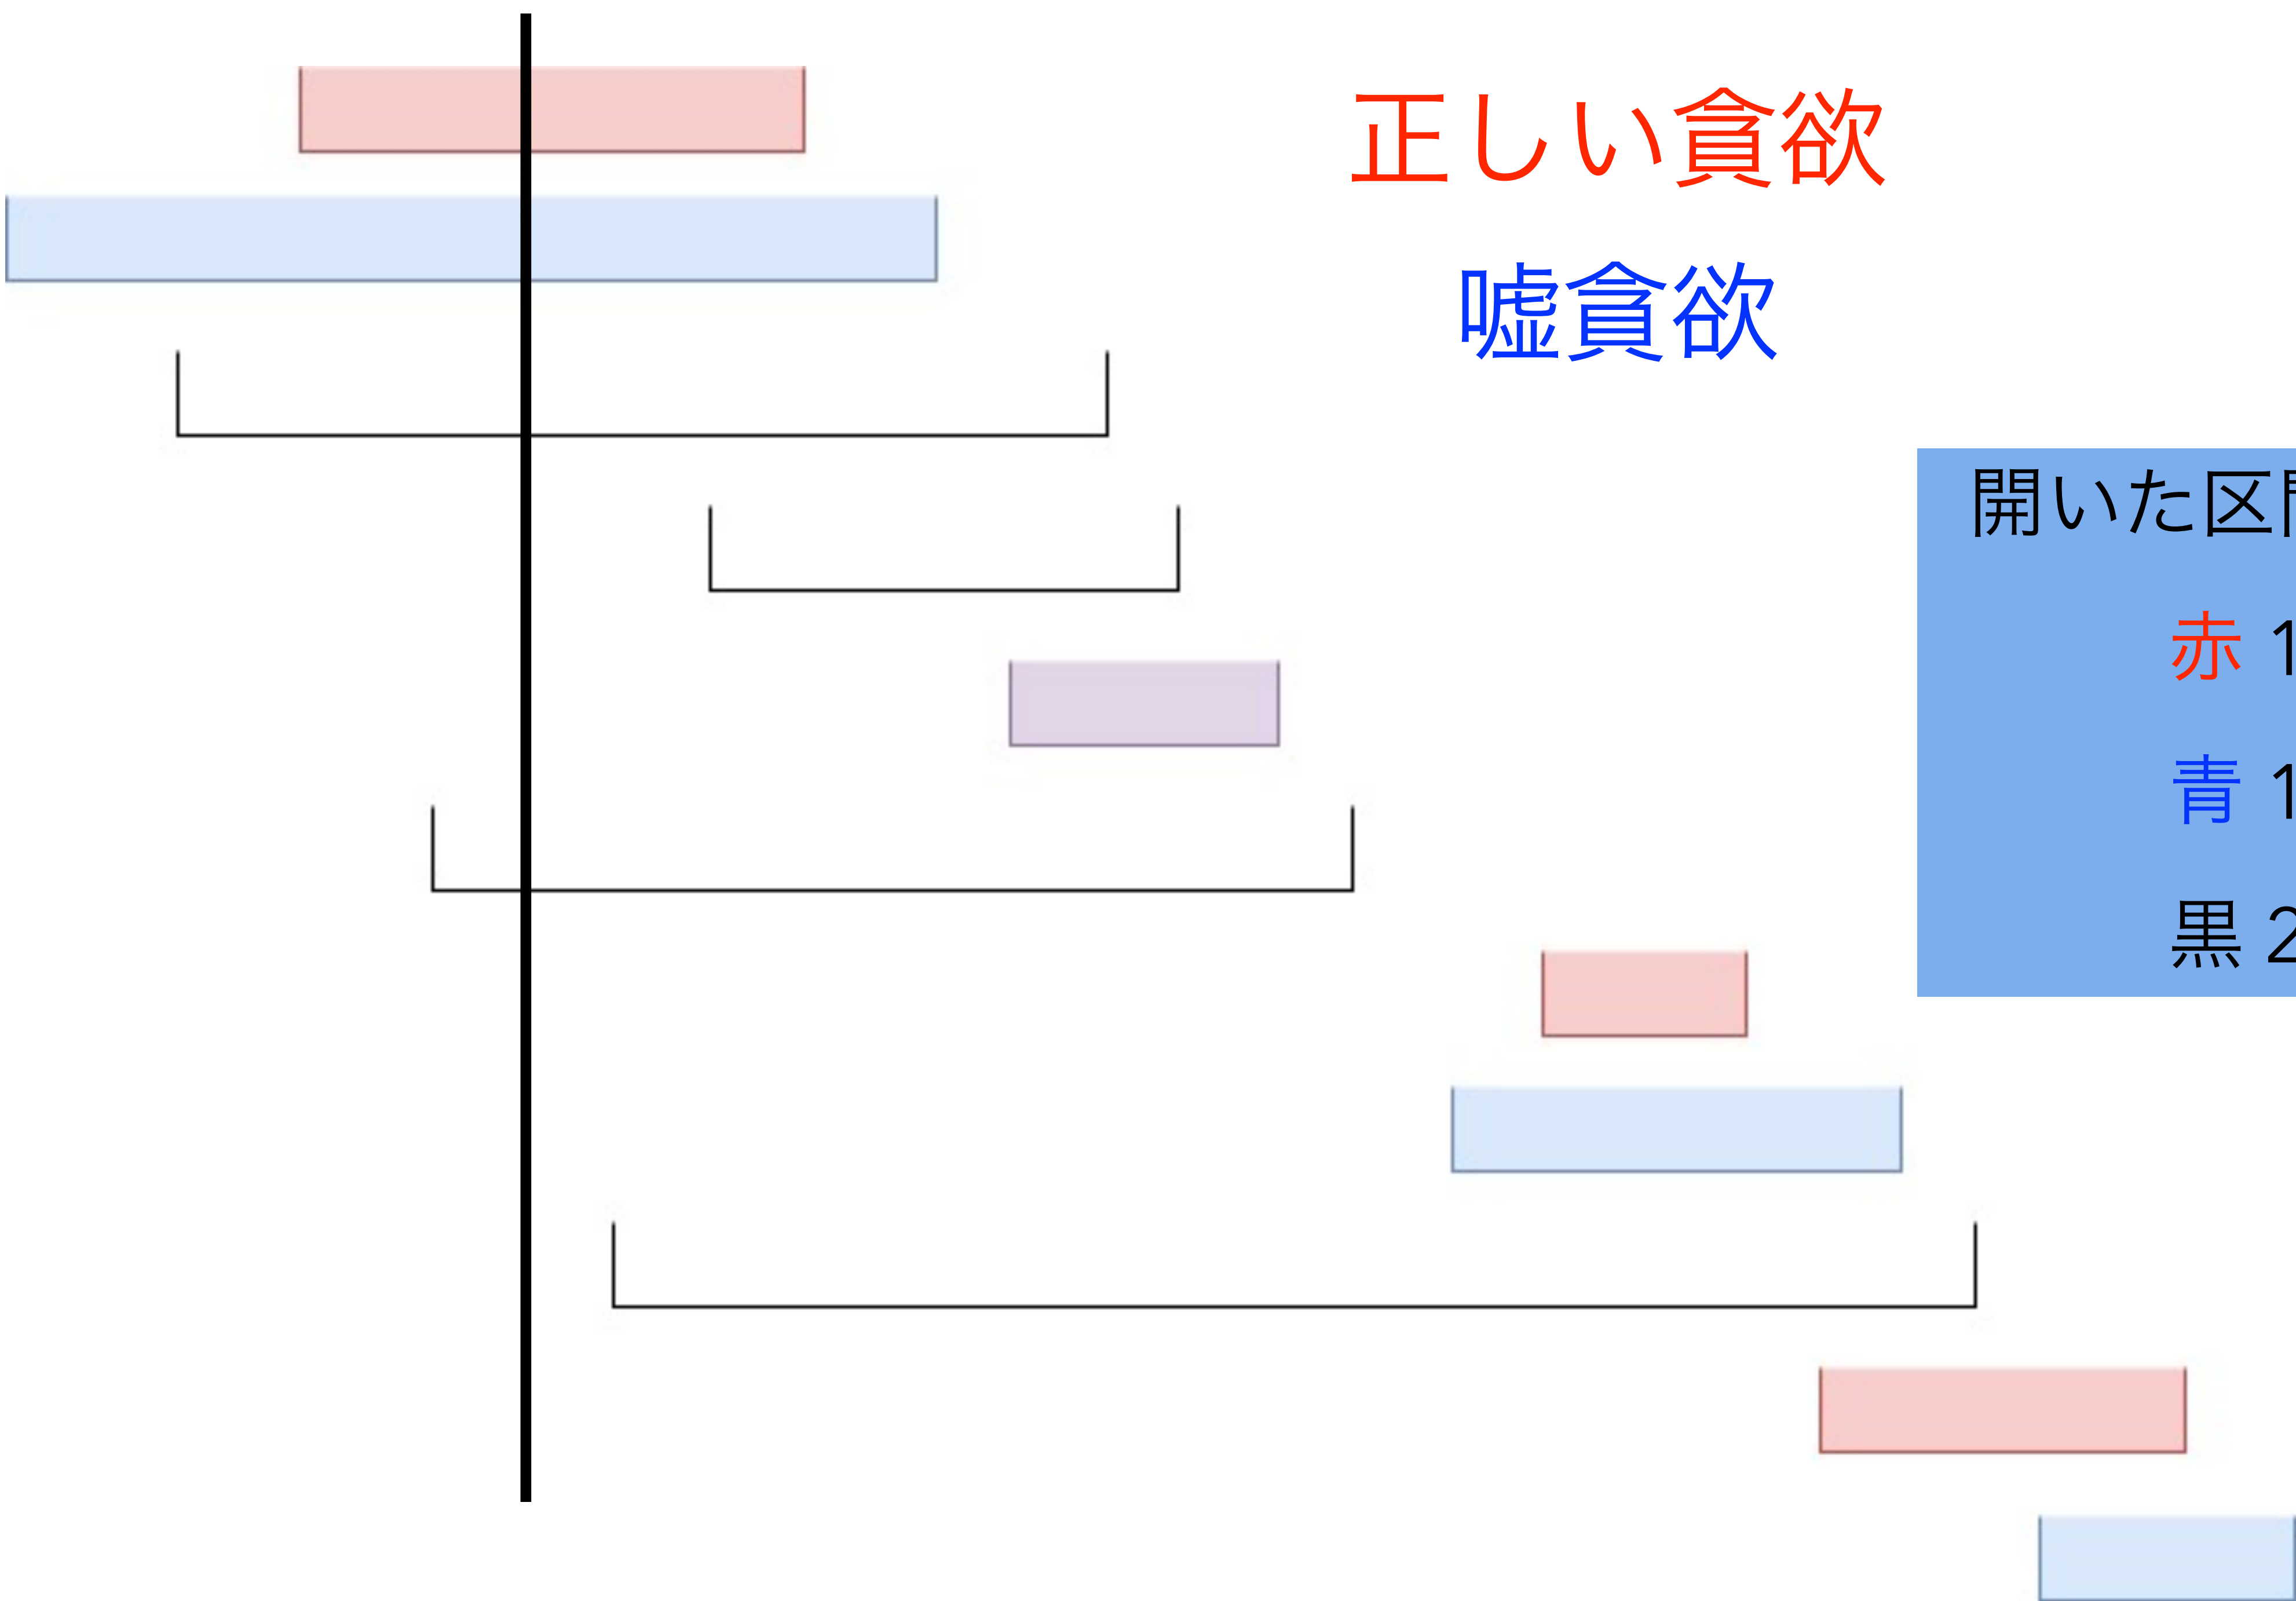 正しい貪欲
嘘貪欲
開いた区
赤 1
青 1
黒 2